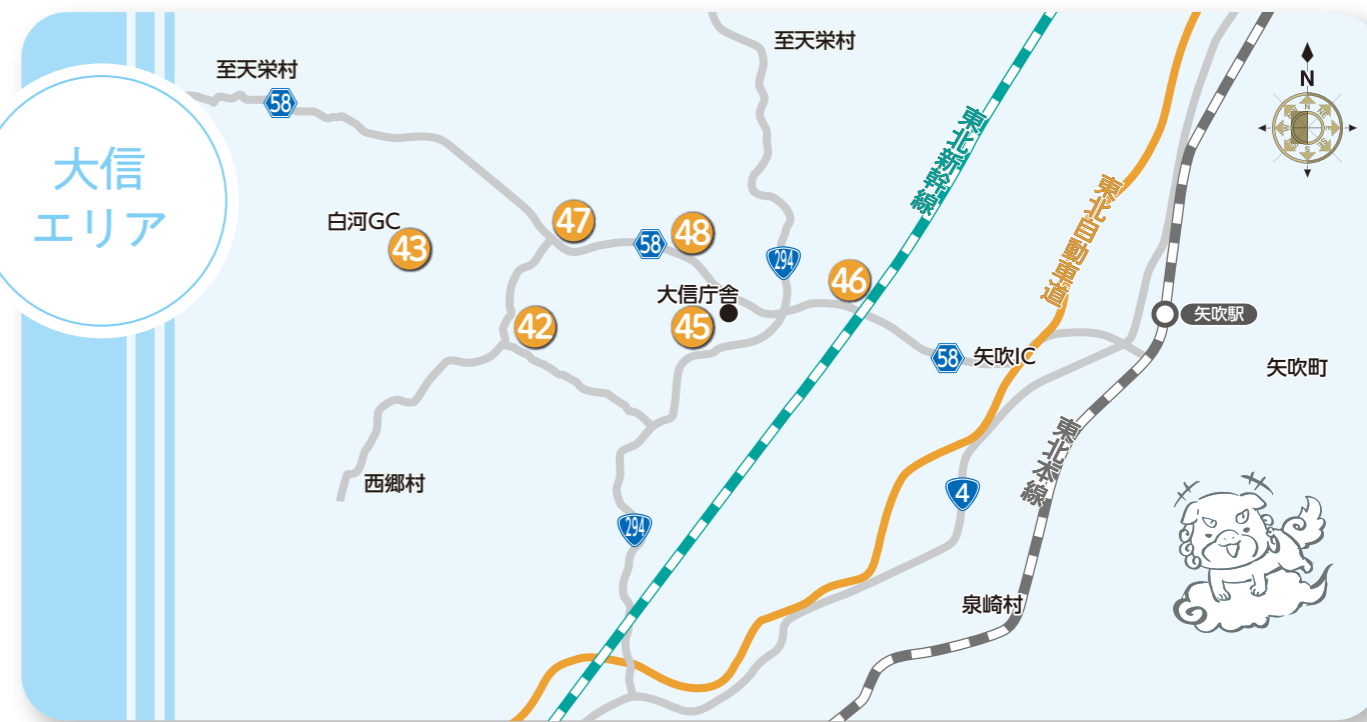 大信
エリア
至天栄村
58
至天栄村
東北新幹線
東北自動車道
N
白河GC
43
47
58
48
294
46
大信庁舎
45
42
58
矢吹IC
矢吹駅
矢吹町
西郷村
294
4
東北本線
泉崎村